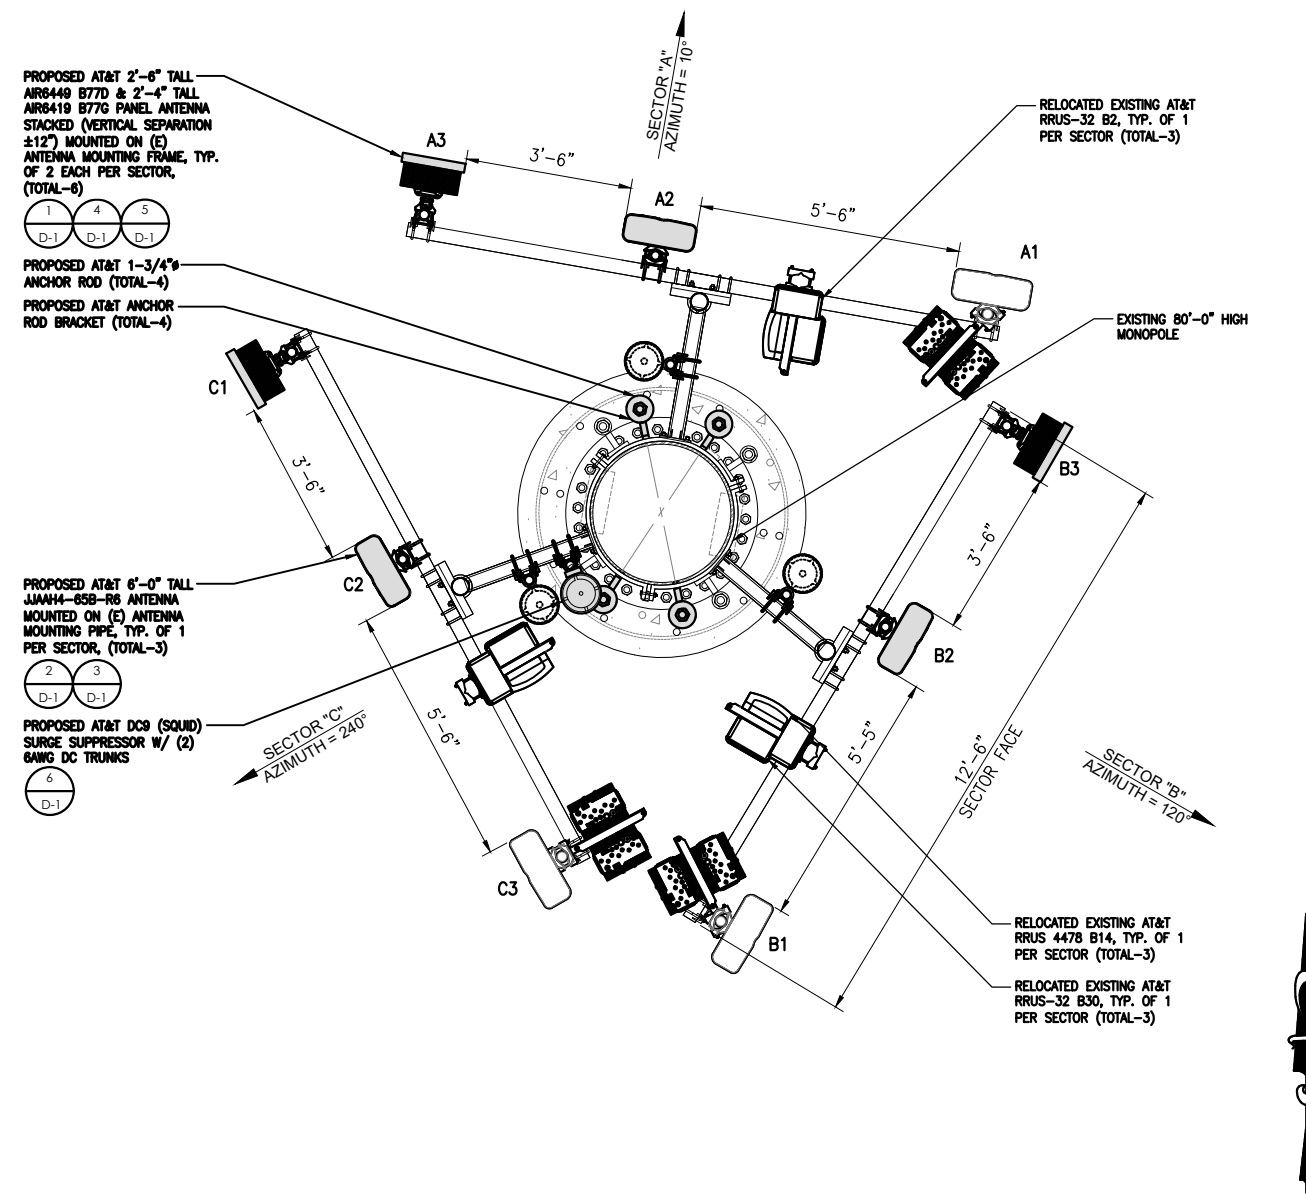 SECTOR "A"
AZIMUTH = 10°
PROPOSED AT&T 2'-6" TALL
AIR6449 B77D & 2'-4" TALL
AIR6419 B77G PANEL ANTENNA
STACKED (VERTICAL SEPARATION
±12") MOUNTED ON (E)
ANTENNA MOUNTING FRAME, TYP.
OF 2 EACH PER SECTOR,
(TOTAL-6)
1 4 5
D-1 D-1 D-1
PROPOSED AT&T 1-3/4"ø
ANCHOR ROD (TOTAL-4)
PROPOSED AT&T ANCHOR
ROD BRACKET (TOTAL-4)
A3
3'-6"
A2
5'-6"
A1
RELOCATED EXISTING AT&T
RRUS-32 B2, TYP. OF 1
PER SECTOR (TOTAL-3)
EXISTING 80'-0" HIGH
MONOPOLE
C1
3'-6"
C2
B3
3'-6"
B2
PROPOSED AT&T 6'-0" TALL
JJAAH4-65B-R6 ANTENNA
MOUNTED ON (E) ANTENNA
MOUNTING PIPE, TYP. OF 1
PER SECTOR, (TOTAL-3)
2 3
D-1 D-1
PROPOSED AT&T DC9 (SQUID)
SURGE SUPPRESSOR W/ (2)
6AWG DC TRUNKS
6
D-1
SECTOR "C"
AZIMUTH = 240°
5'-6"
5'-5"
12'-6"
SECTOR FACE
SECTOR "B"
AZIMUTH = 120°
C3
B1
RELOCATED EXISTING AT&T
RRUS 4478 B14, TYP. OF 1
PER SECTOR (TOTAL-3)
RELOCATED EXISTING AT&T
RRUS-32 B30, TYP. OF 1
PER SECTOR (TOTAL-3)